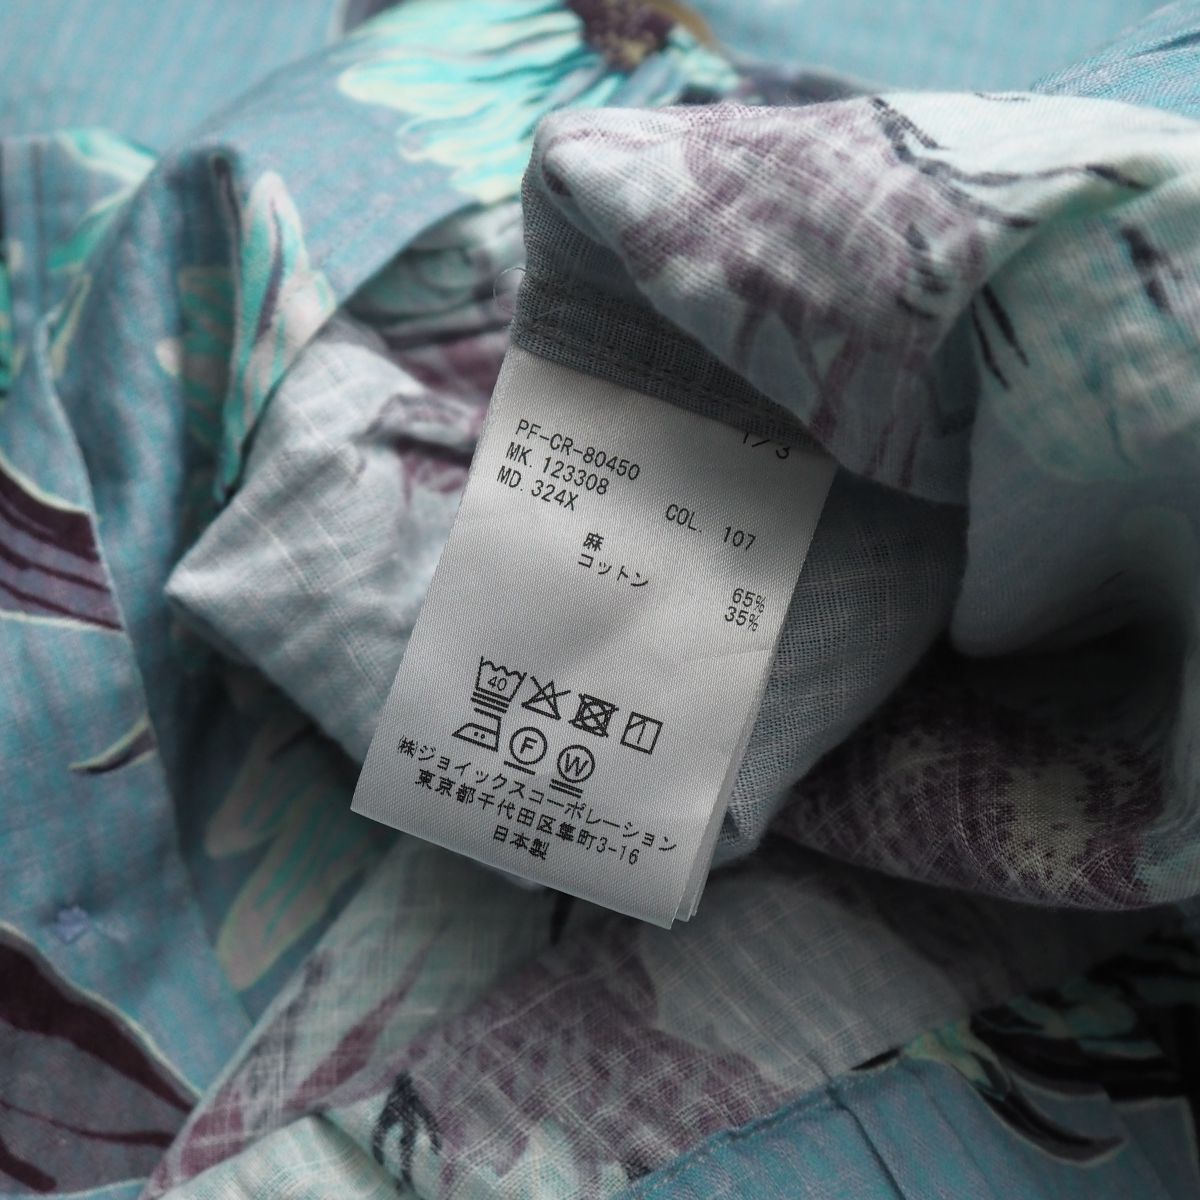 1/3
PF-CR-80450
MK. 123308
MD. 324X
COL. 107
麻 65%
コットン 35%
40
F W
(株)ジョイックスコーポレーション
東京都千代田区隼町3-16
日本製